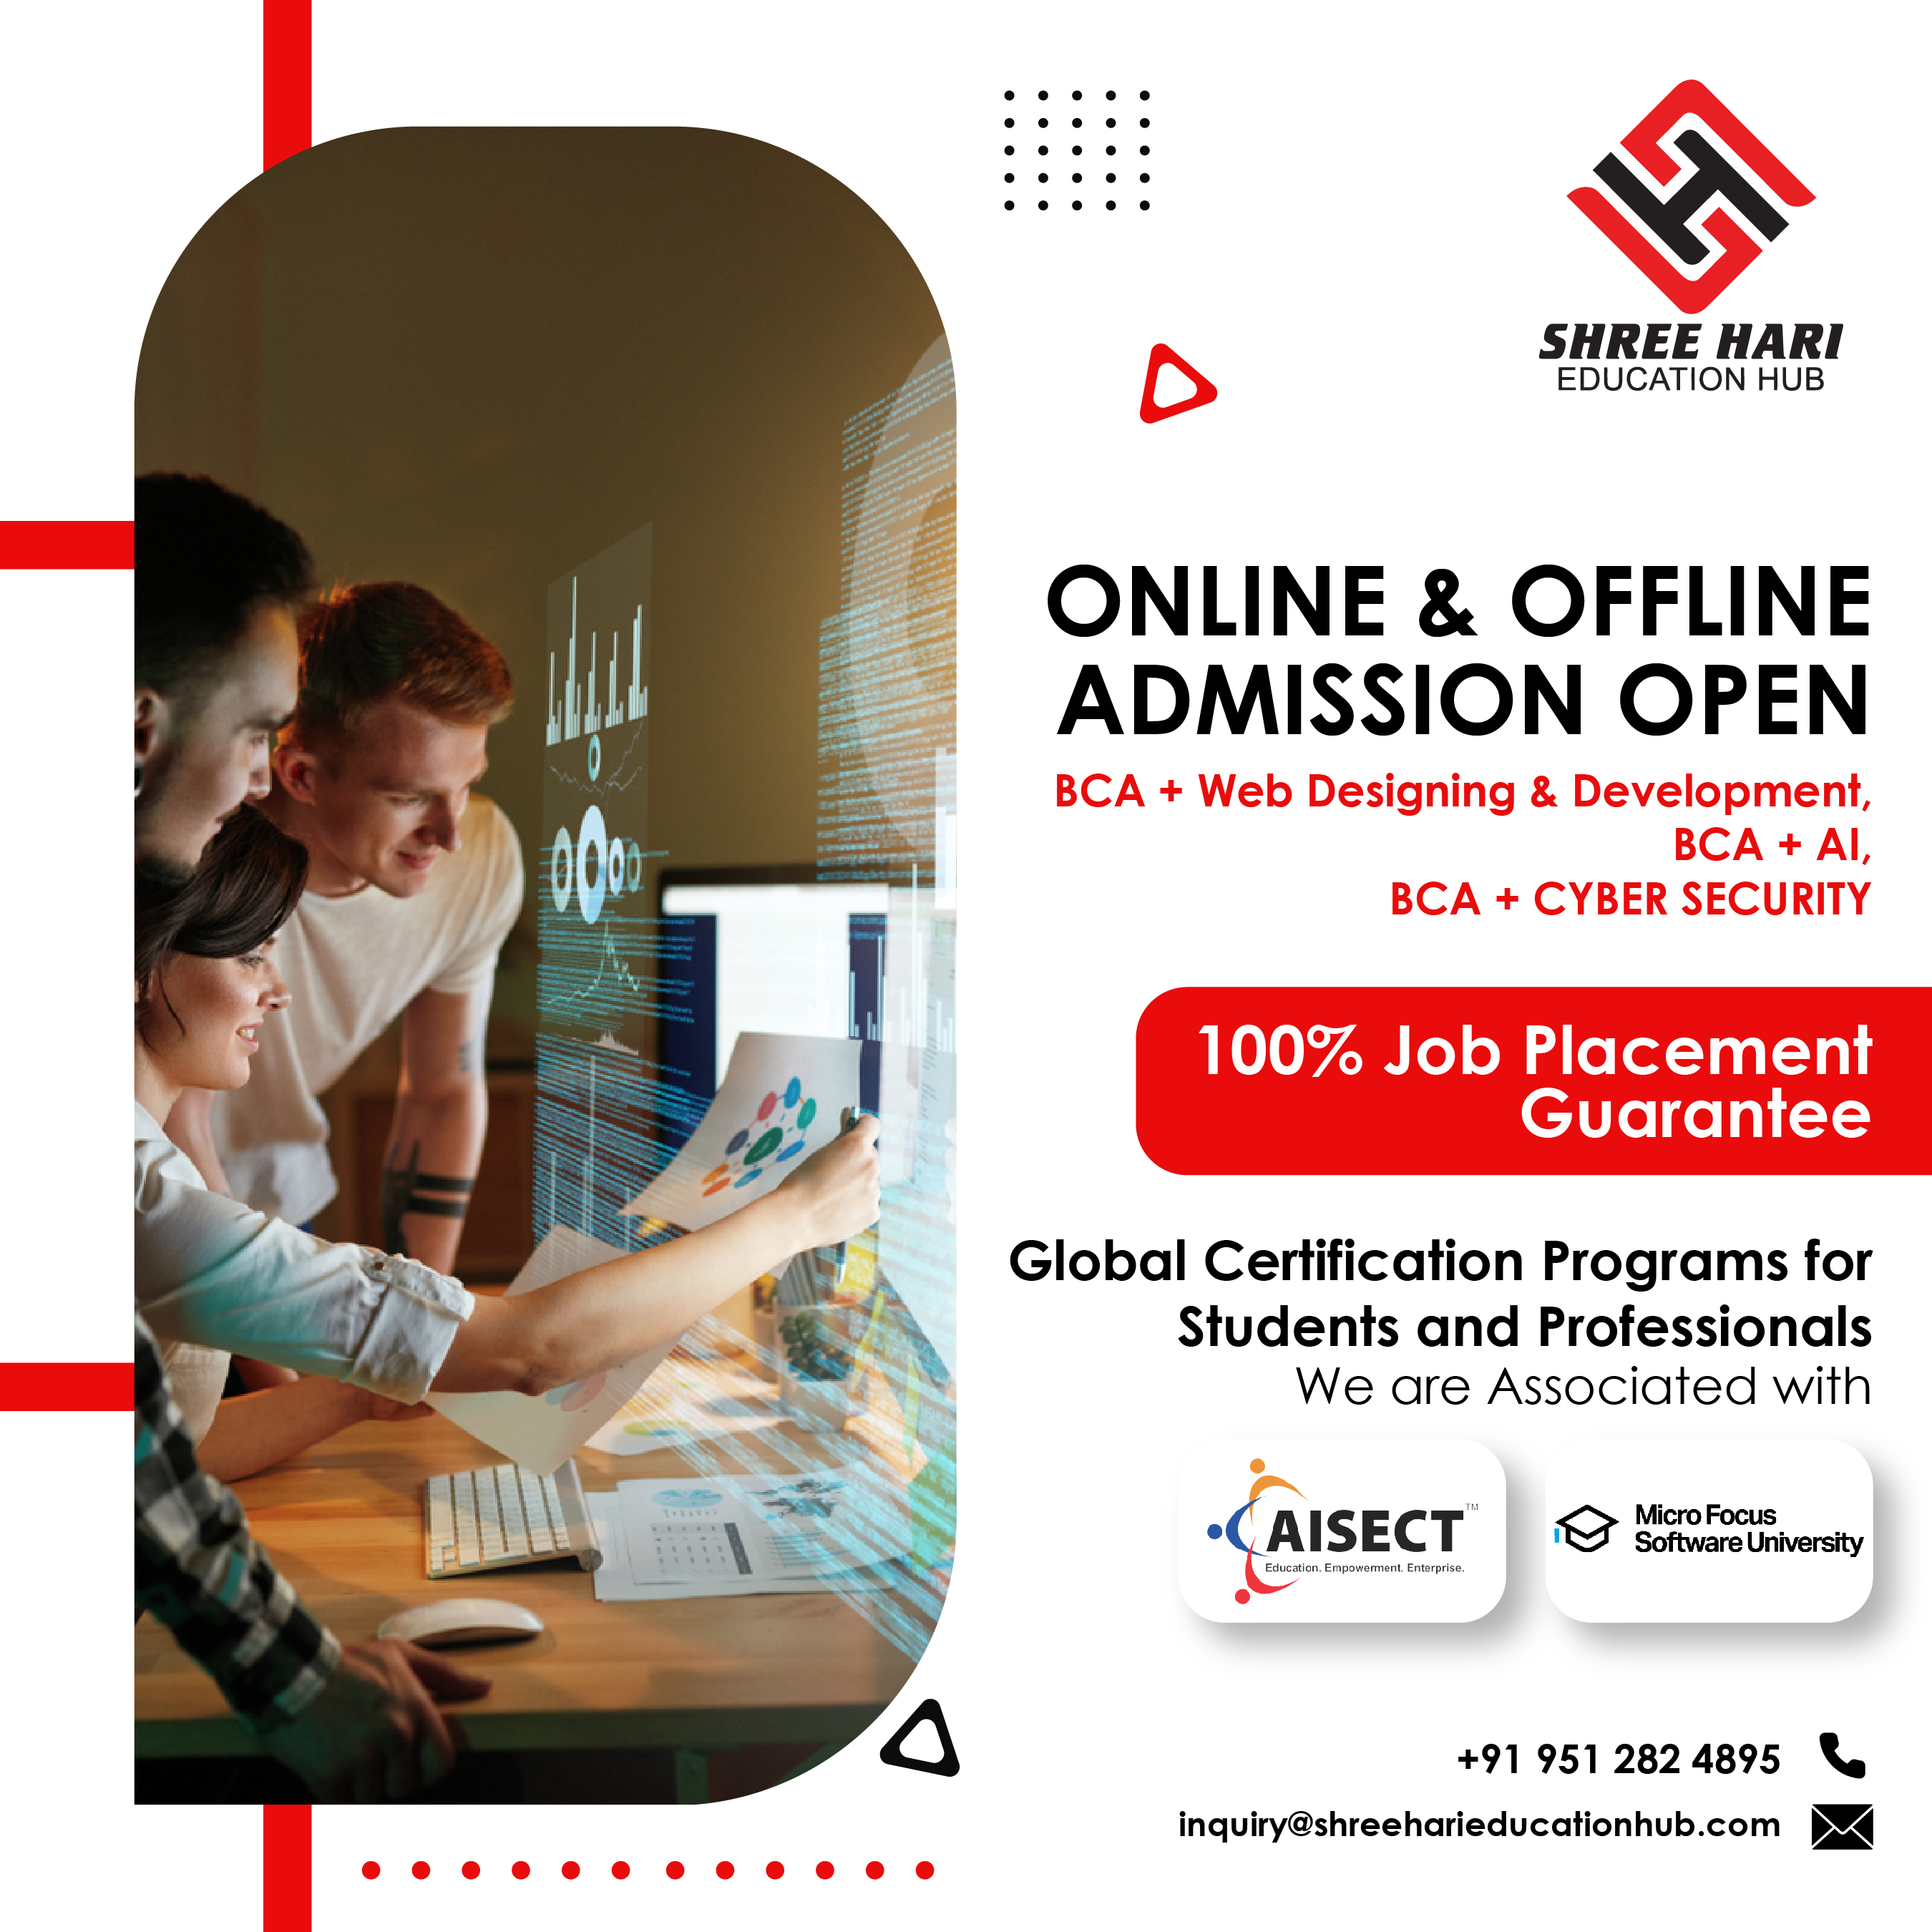 SHREE HARI
EDUCATION HUB
ONLINE & OFFLINE
ADMISSION OPEN
BCA + Web Designing & Development,
BCA + AI,
BCA + CYBER SECURITY
100% Job Placement
Guarantee
Global Certification Programs for
Students and Professionals
We are Associated with
AISECT™
Education. Empowerment. Enterprise.
Micro Focus
Software University
+91 951 282 4895
inquiry@shreeharieducationhub.com